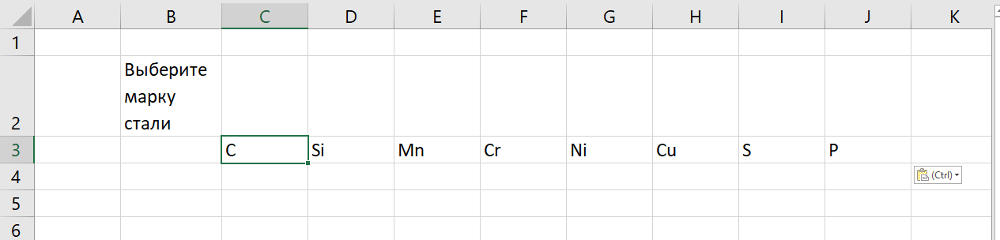 A B C D E F G H I J K
1
Выберите
марку
2 стали
3 C Si Mn Cr Ni Cu S P
4 (Ctrl)
5
6